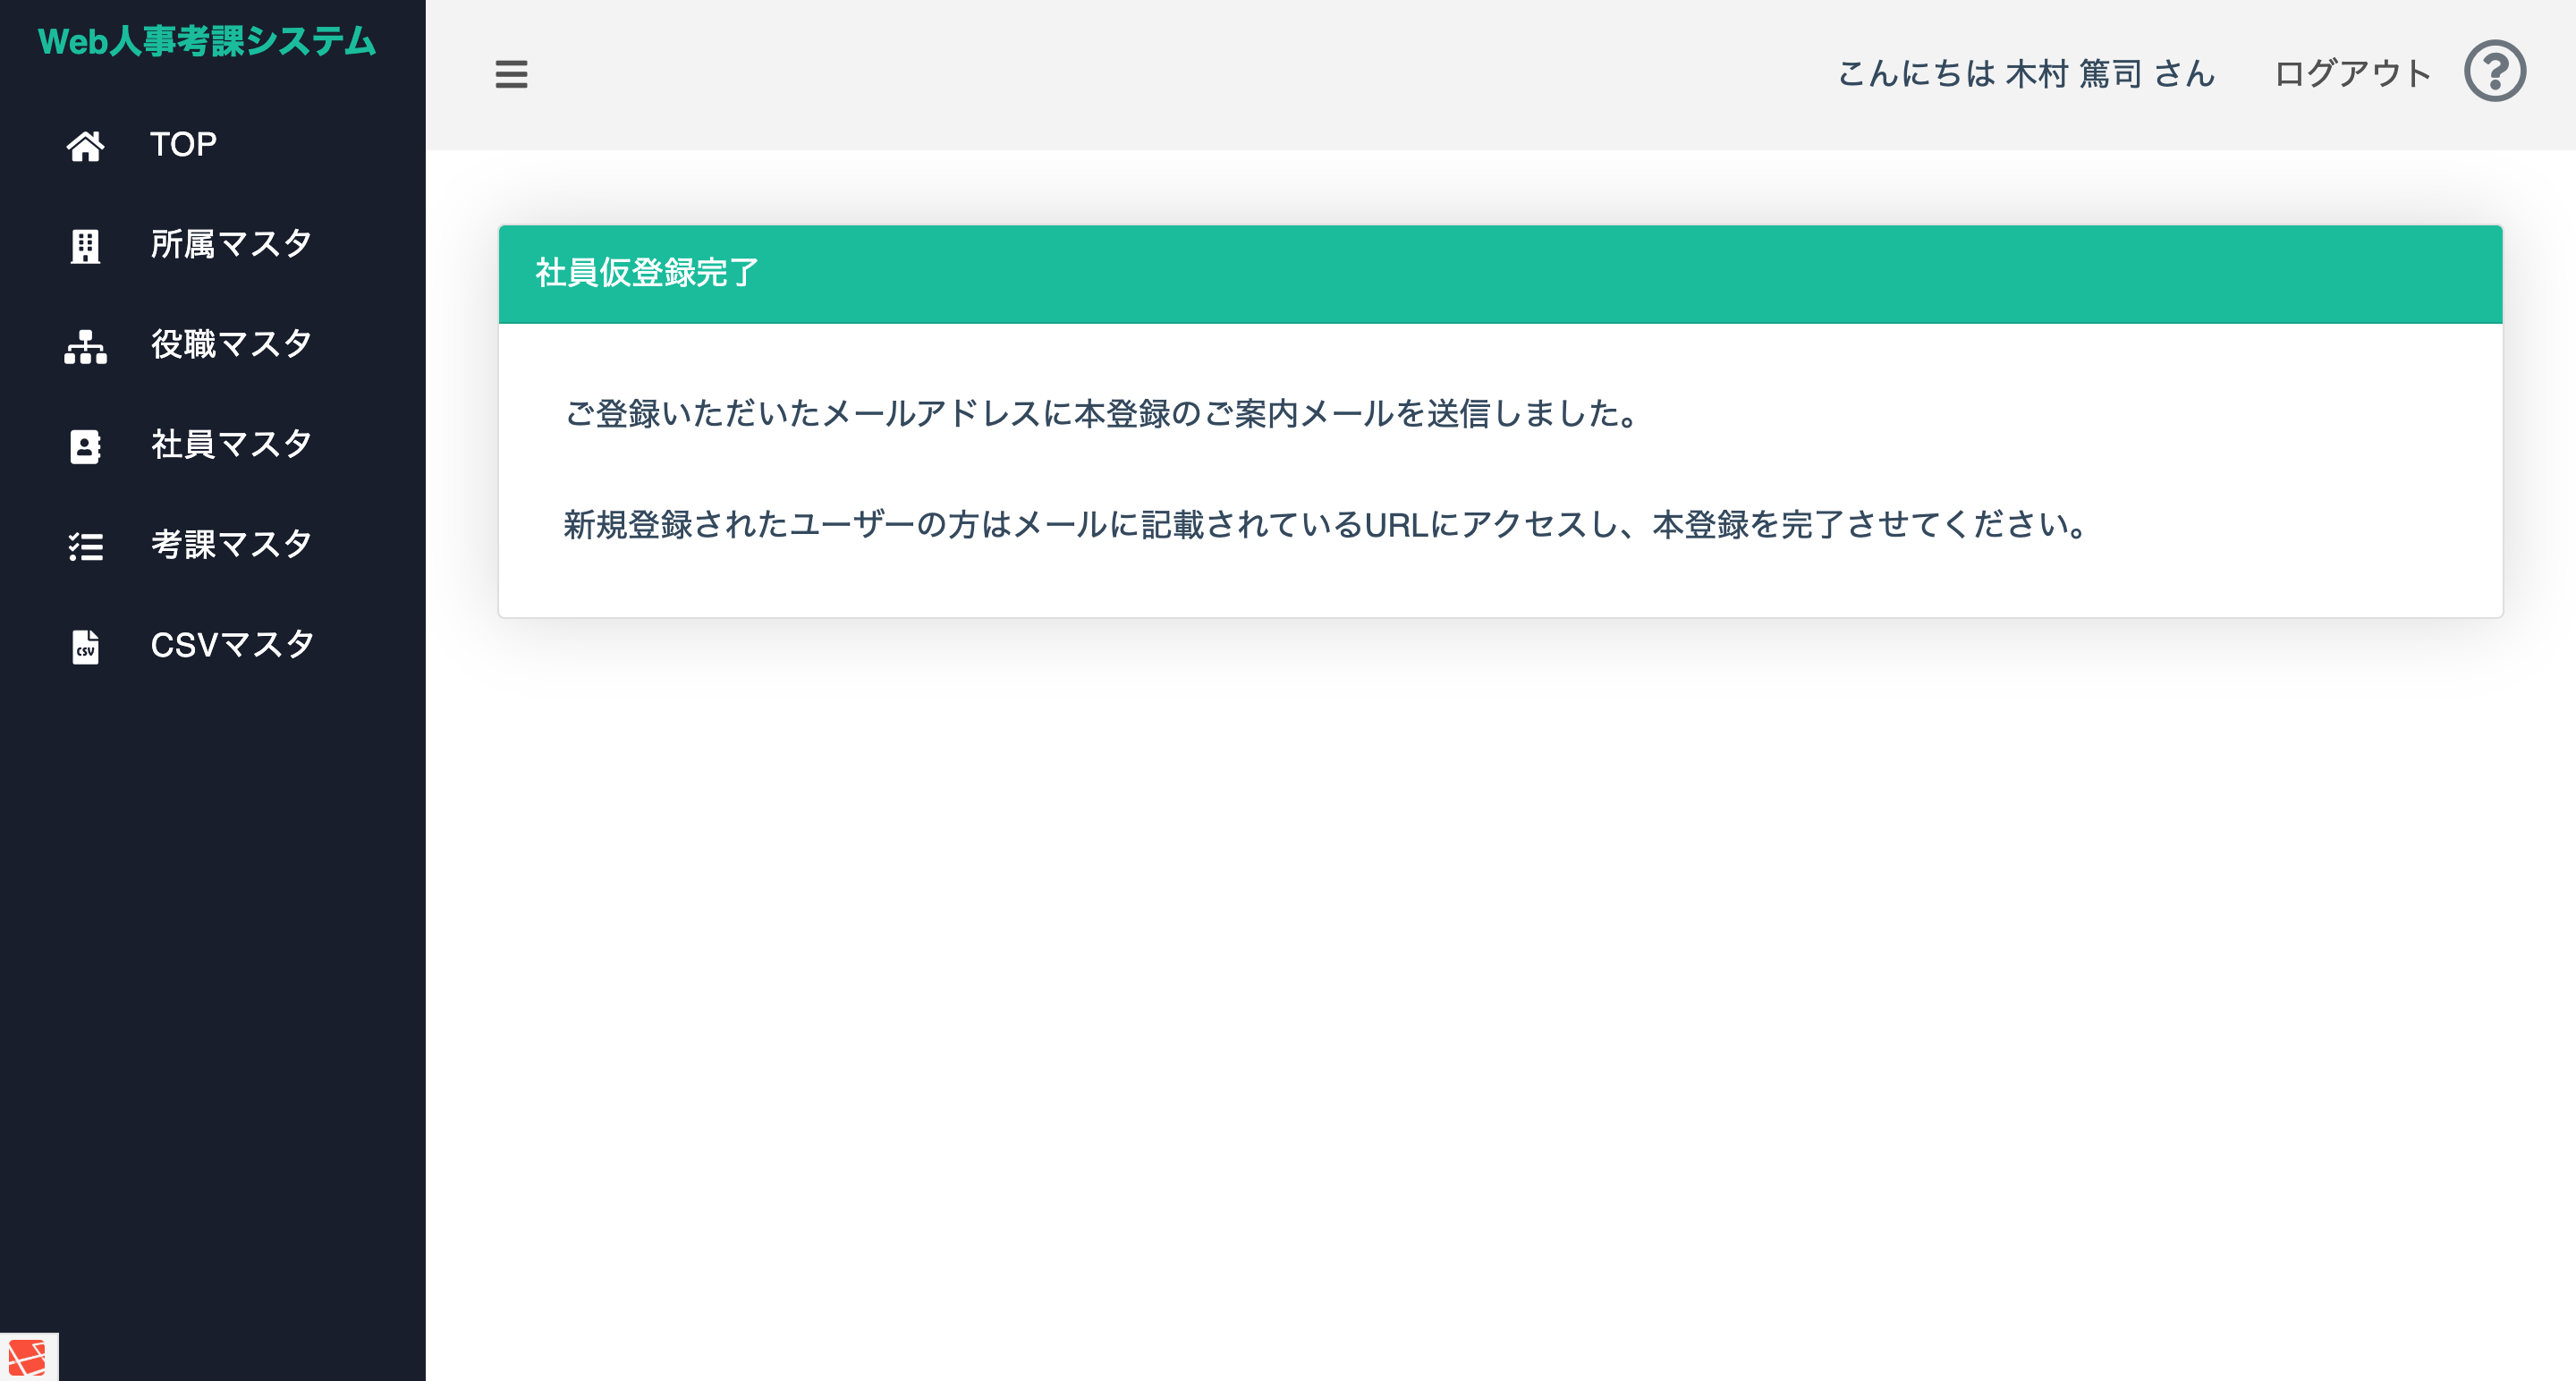 Web人事考課システム
TOP
所属マスタ
役職マスタ
社員マスタ
考課マスタ
CSV
CSVマスタ
こんにちは 木村 篤司 さん
ログアウト
?
社員仮登録完了
ご登録いただいたメールアドレスに本登録のご案内メールを送信しました。
新規登録されたユーザーの方はメールに記載されているURLにアクセスし、本登録を完了させてください。